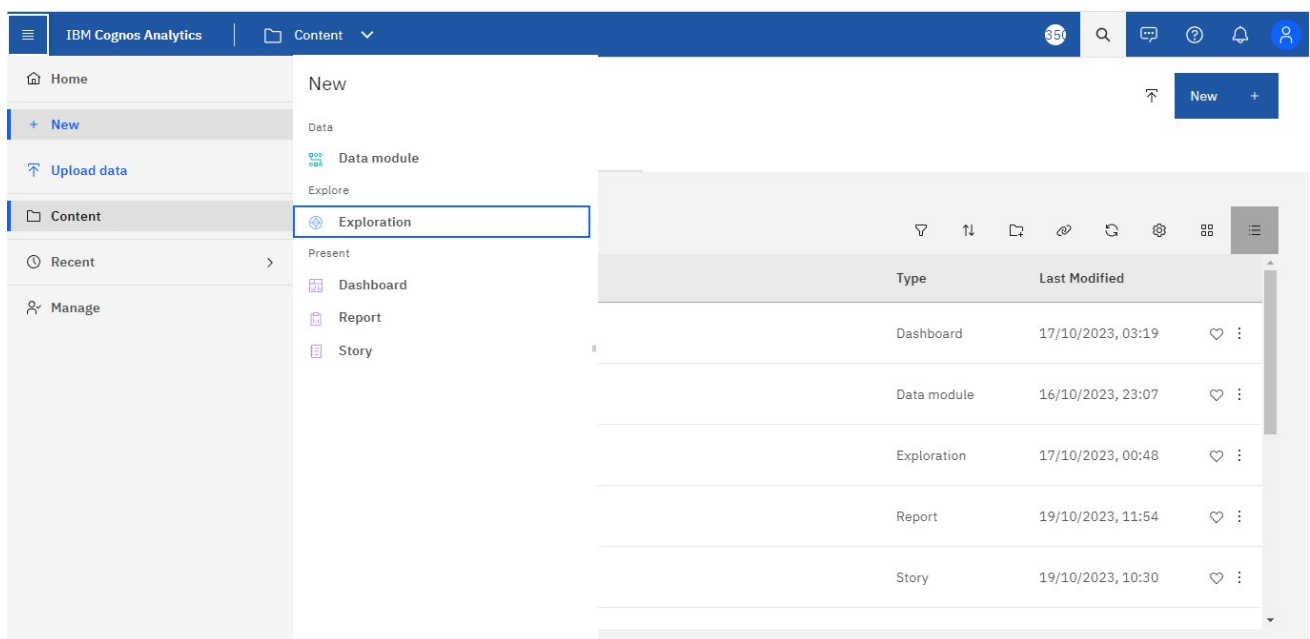 IBM Cognos Analytics
Content
350
Home
New
Upload data
Content
Recent
Manage
New
Data
Data module
Explore
Exploration
Present
Dashboard
Report
Story
New +
Type Last Modified
Dashboard 17/10/2023, 03:19
Data module 16/10/2023, 23:07
Exploration 17/10/2023, 00:48
Report 19/10/2023, 11:54
Story 19/10/2023, 10:30